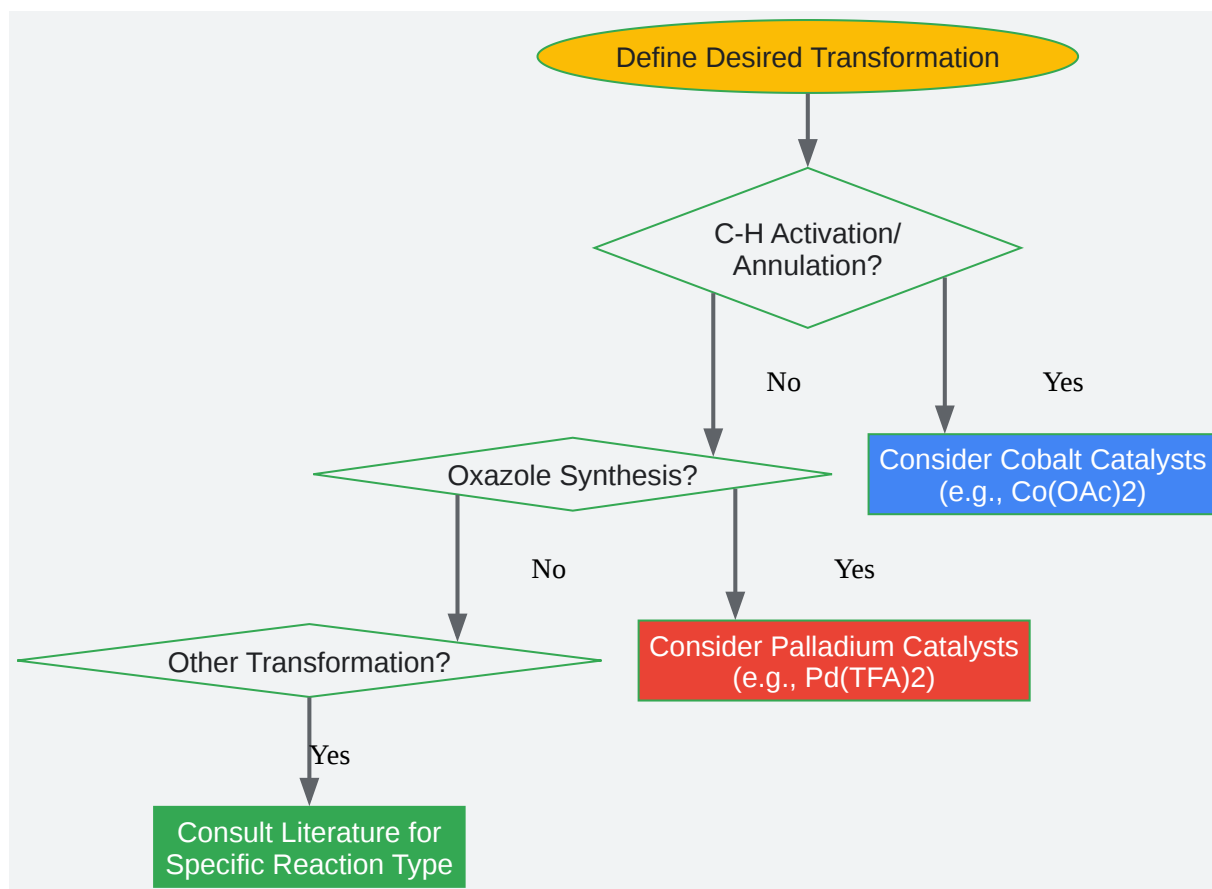 Define Desired Transformation
C-H Activation/
Annulation?
No
Yes
Consider Cobalt Catalysts
(e.g., Co(OAc)2)
Oxazole Synthesis?
No
Yes
Consider Palladium Catalysts
(e.g., Pd(TFA)2)
Other Transformation?
Yes
Consult Literature for
Specific Reaction Type